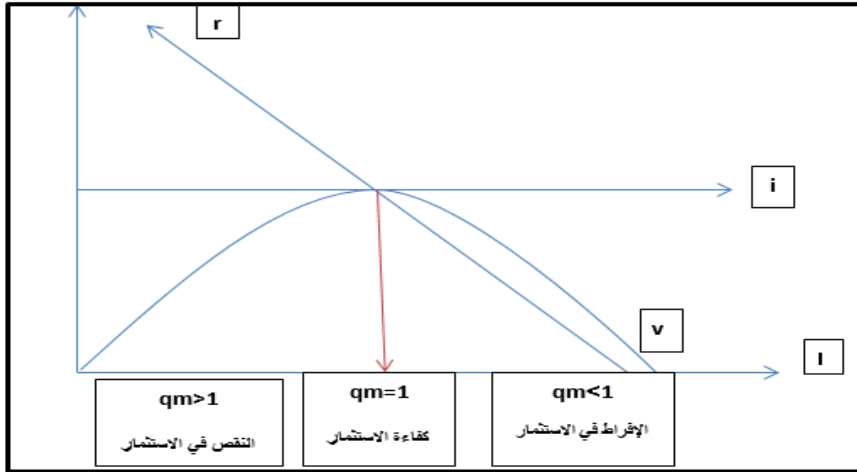 r
i
v
I
qm>1
النقص في الاستثمار
qm=1
كفاءة الاستثمار
qm<1
الإفراط في الاستثمار